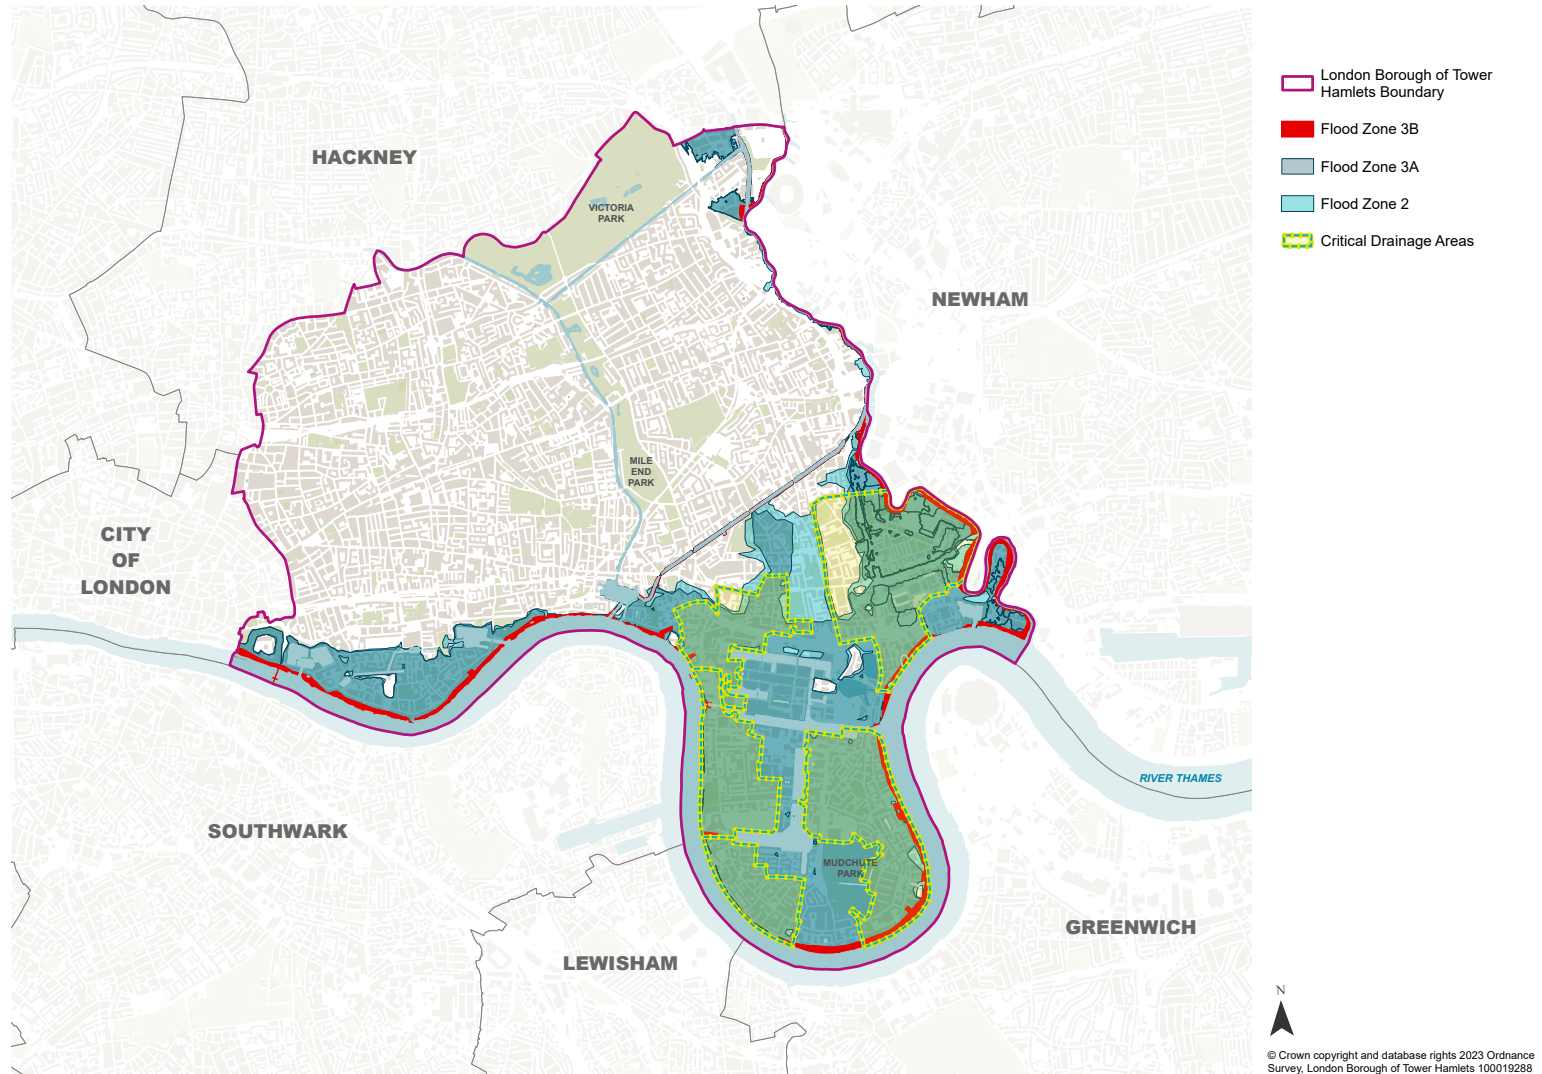 London Borough of Tower
Hamlets Boundary
Flood Zone 3B
Flood Zone 3A
Flood Zone 2
Critical Drainage Areas
HACKNEY
VICTORIA
PARK
NEWHAM
MILE
END
PARK
CITY
OF
LONDON
RIVER THAMES
SOUTHWARK
MUDCHUTE
PARK
GREENWICH
LEWISHAM
N
© Crown copyright and database rights 2023 Ordnance
Survey, London Borough of Tower Hamlets 100019288